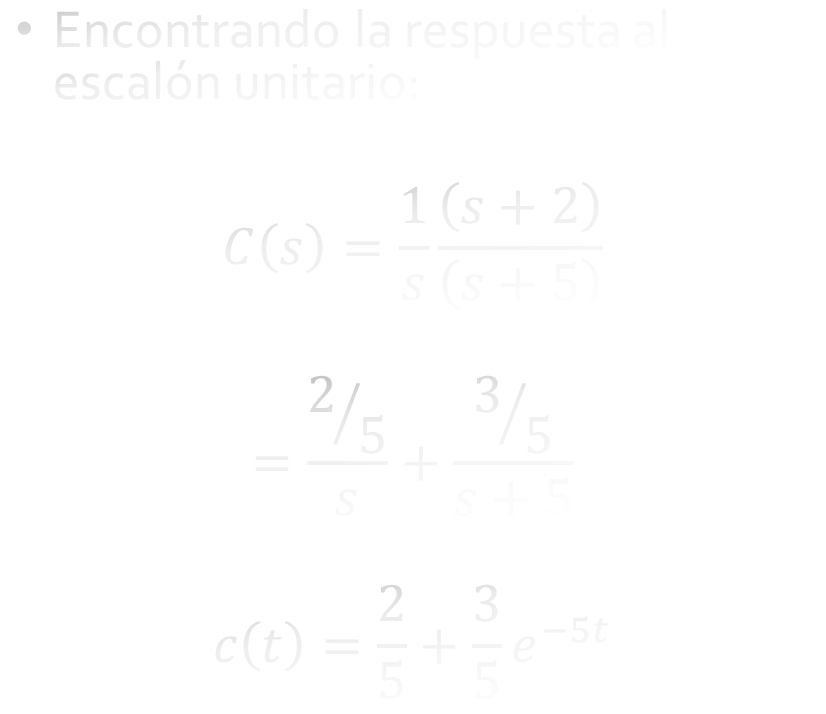 • Encontrando la respuesta al
escalón unitario:
C(s) = 1/s (s + 2)/(s + 5)
= (2/5)/s + (3/5)/(s + 5)
c(t) = 2/5 + 3/5 e^{-5t}